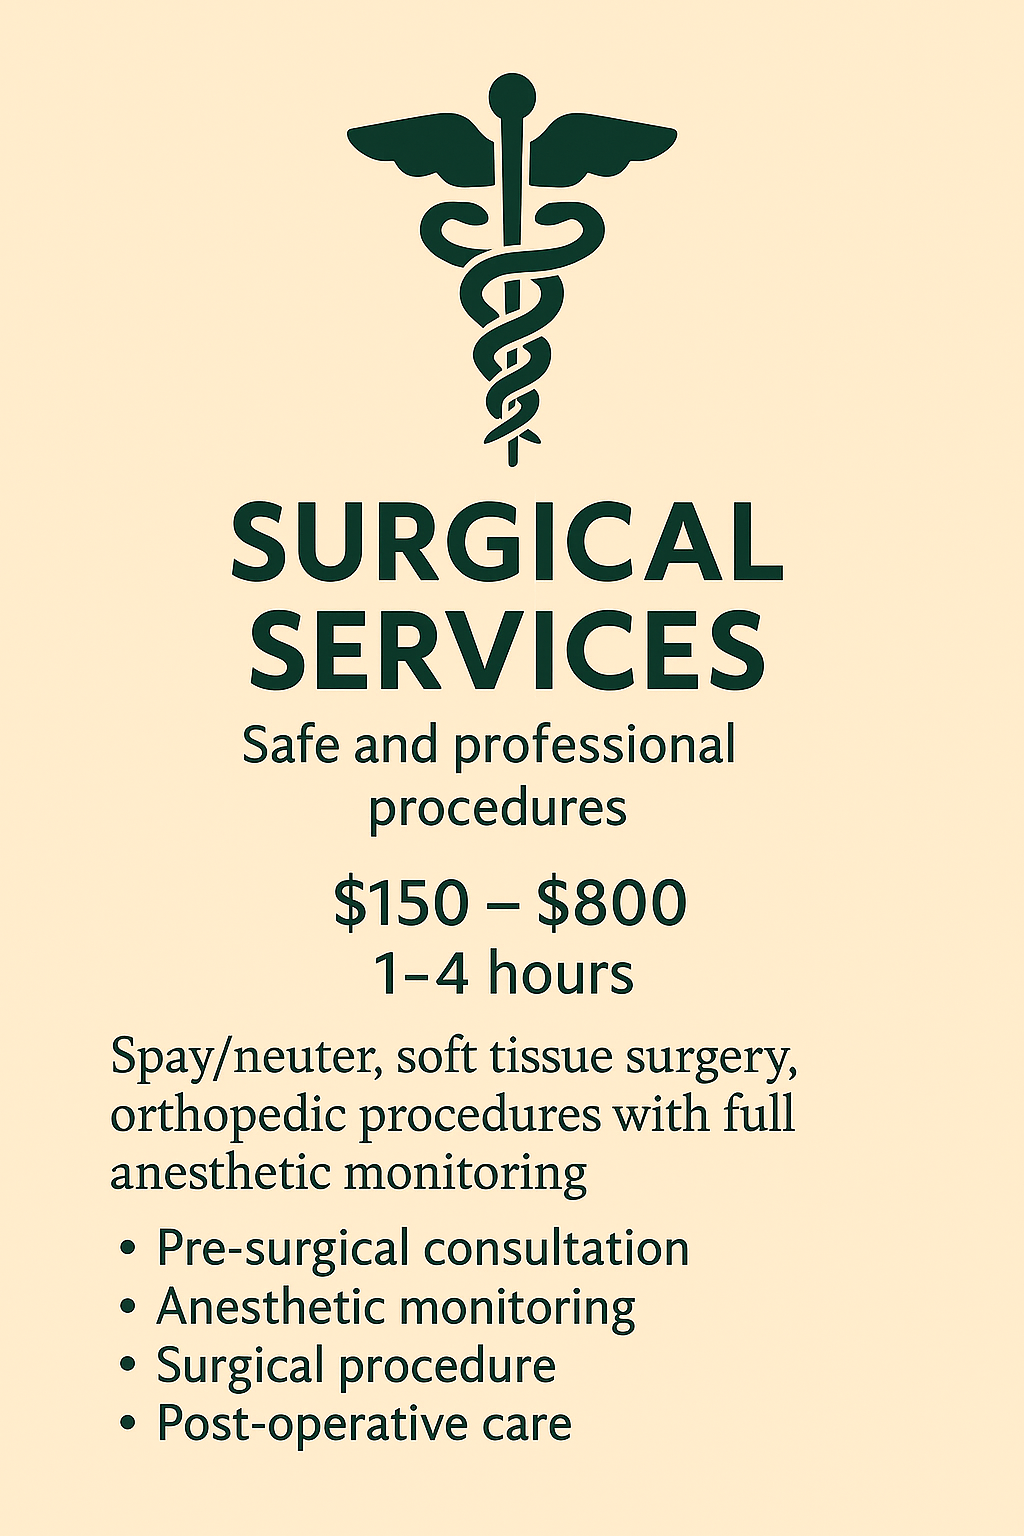 SURGICAL
SERVICES
Safe and professional
procedures
$150 – $800
1–4 hours
Spay/neuter, soft tissue surgery,
orthopedic procedures with full
anesthetic monitoring
• Pre-surgical consultation
• Anesthetic monitoring
• Surgical procedure
• Post-operative care